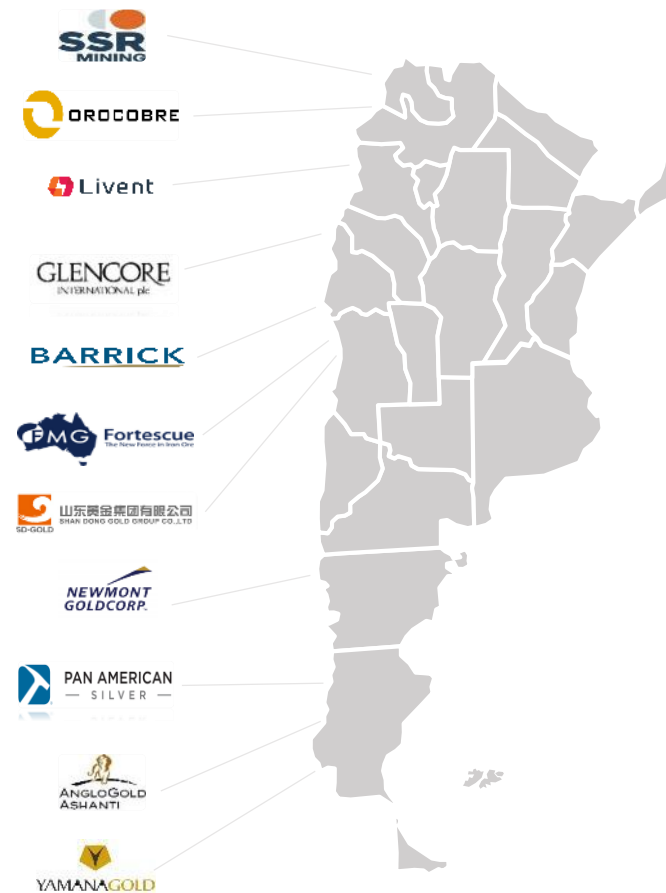 SSR
MINING
OROCOBRE
Livent
GLENCORE
INTERNATIONAL plc
BARRICK
FMG Fortescue
The New Force in Iron Ore
山东黄金集团有限公司
SHAN DONG GOLD GROUP CO.,LTD
SD-GOLD
NEWMONT
GOLDCORP.
PAN AMERICAN
— SILVER —
ANGLOGOLD
ASHANTI
YAMANAGOLD